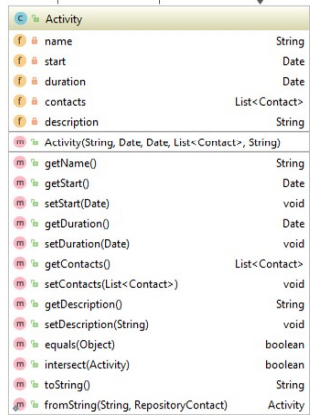 C Activity
f name String
f start Date
f duration Date
f contacts List<Contact>
f description String
m Activity(String, Date, Date, List<Contact>, String)
m getName() String
m getStart() Date
m setStart(Date) void
m getDuration() Date
m setDuration(Date) void
m getContacts() List<Contact>
m setContacts(List<Contact>) void
m getDescription() String
m setDescription(String) void
m equals(Object) boolean
m intersect(Activity) boolean
m toString() String
m fromString(String, RepositoryContact) Activity